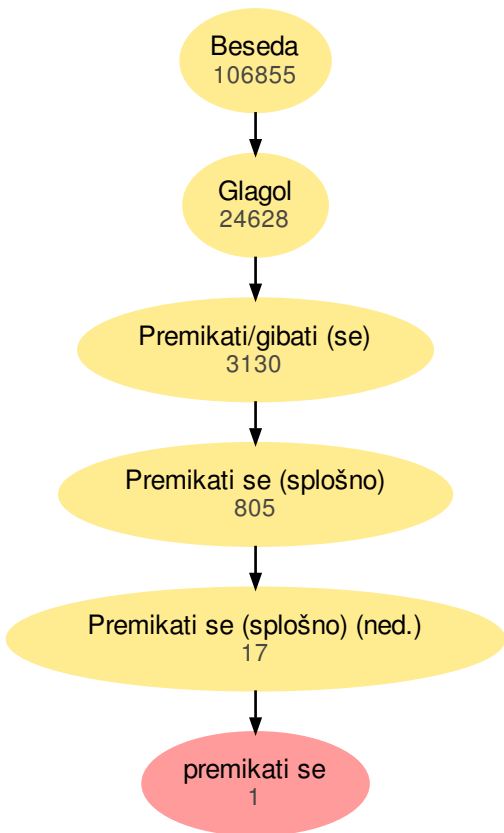 Beseda
106855
Glagol
24628
Premikati/gibati (se)
3130
Premikati se (splošno)
805
Premikati se (splošno) (ned.)
17
premikati se
1